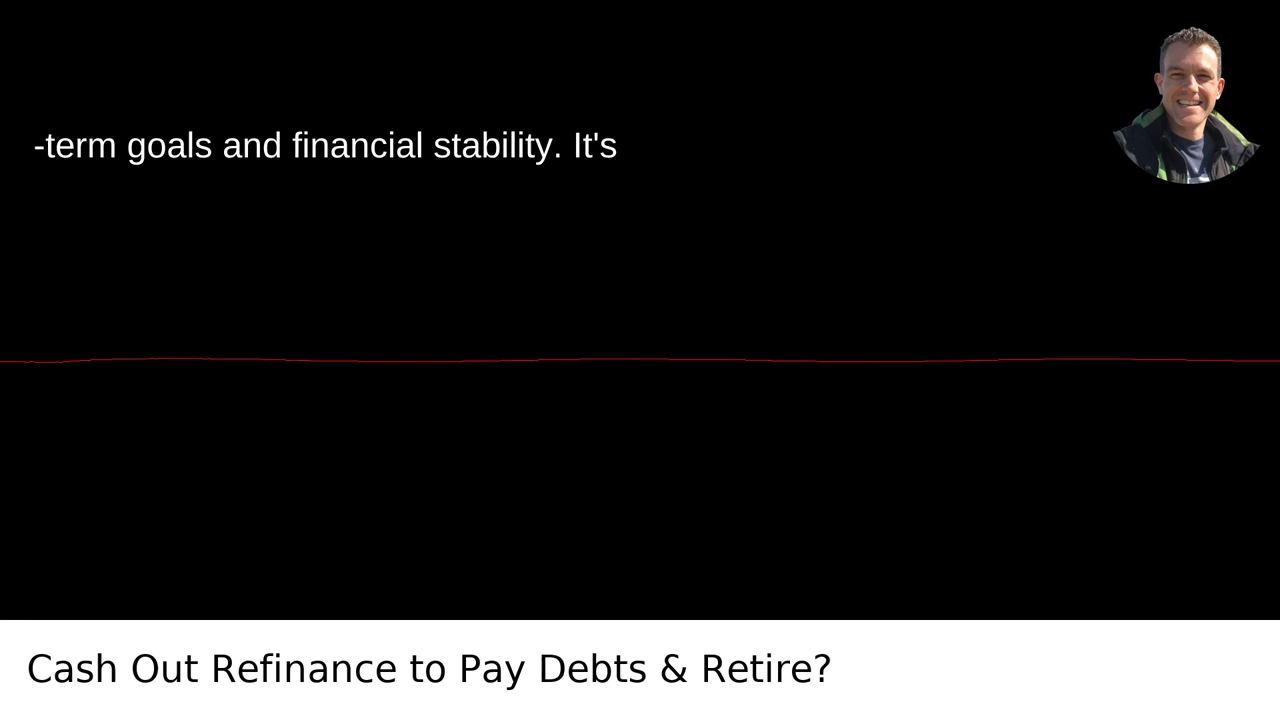 -term goals and financial stability. It's
Cash Out Refinance to Pay Debts & Retire?